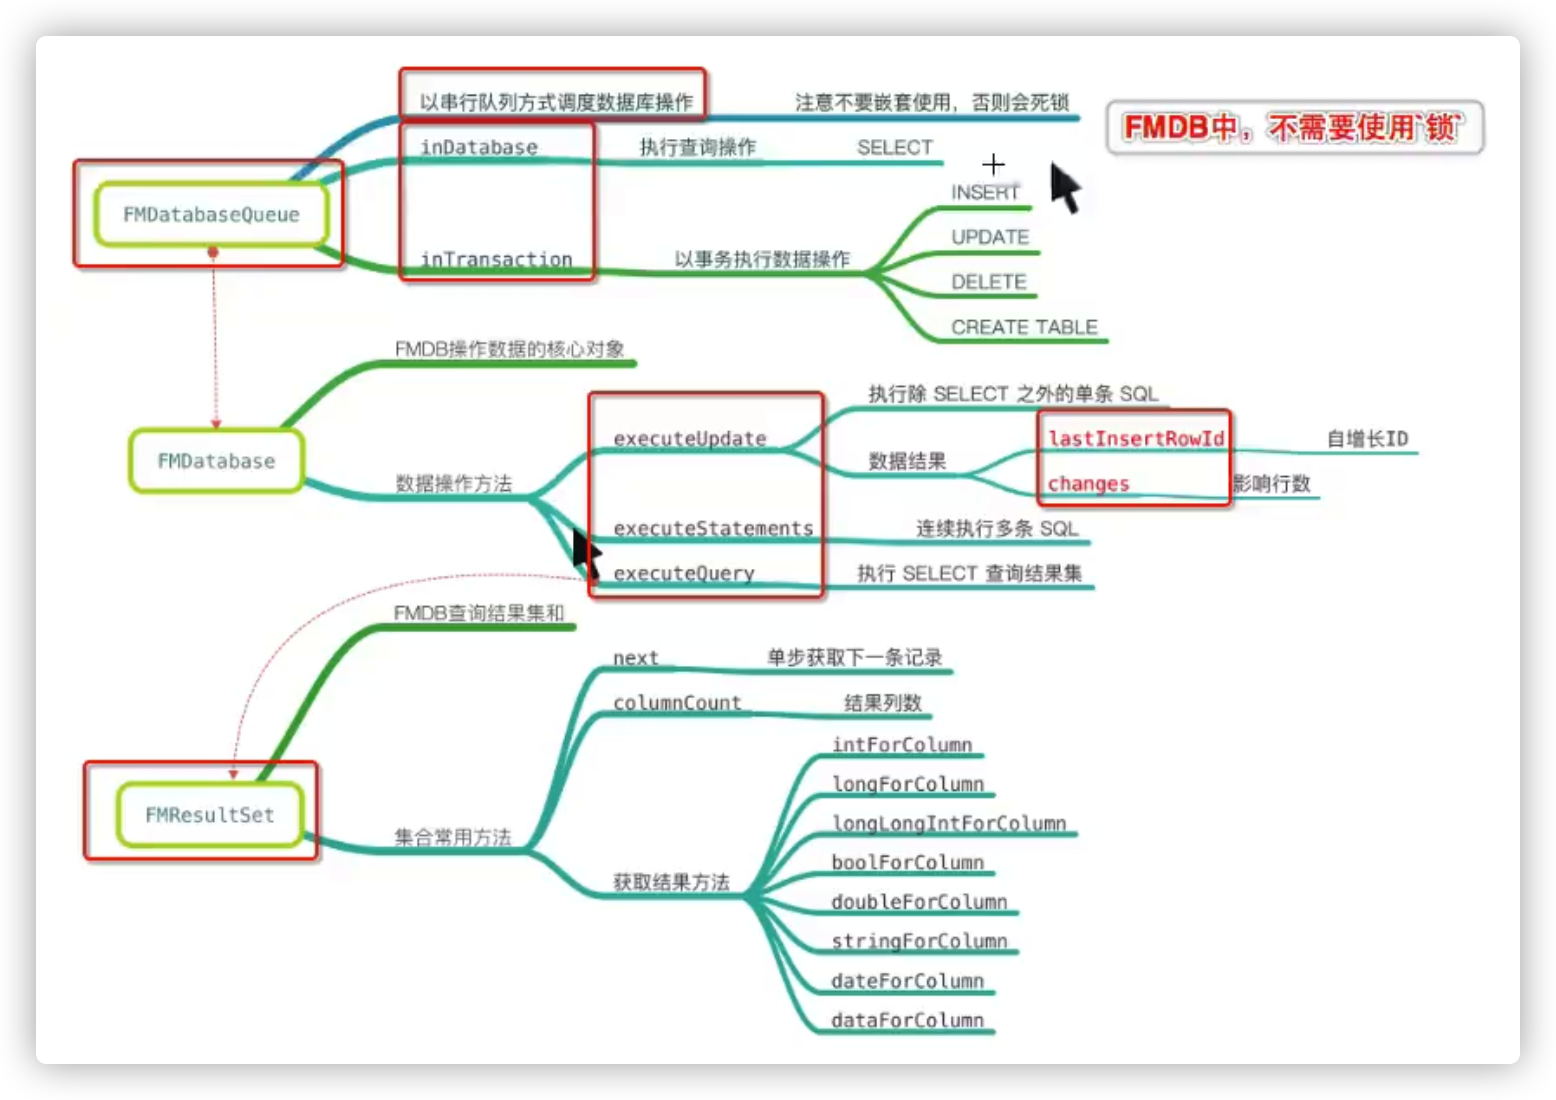 以串行队列方式调度数据库操作
注意不要嵌套使用，否则会死锁
FMDB中，不需要使用`锁`
inDatabase
执行查询操作
SELECT
INSERT
FMDatabaseQueue
UPDATE
inTransaction
以事务执行数据操作
DELETE
CREATE TABLE
FMDB操作数据的核心对象
执行除 SELECT 之外的单条 SQL
executeUpdate
lastInsertRowId
自增长ID
FMDatabase
数据结果
数据操作方法
changes
影响行数
executeStatements
连续执行多条 SQL
executeQuery
执行 SELECT 查询结果集
FMDB查询结果集和
next
单步获取下一条记录
columnCount
结果列数
intForColumn
longForColumn
FMResultSet
longLongIntForColumn
集合常用方法
boolForColumn
获取结果方法
doubleForColumn
stringForColumn
dateForColumn
dataForColumn